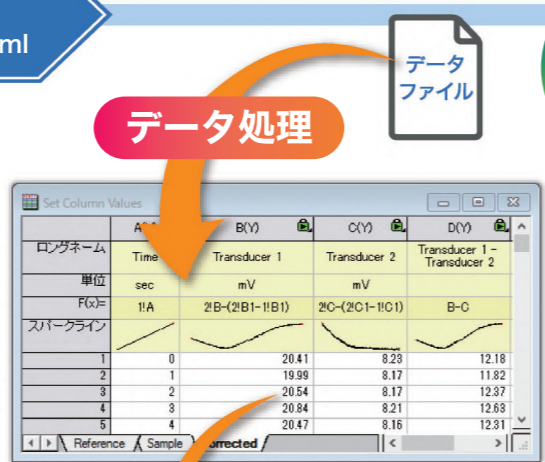 ml
データ
ファイル
データ処理
Set Column Values
B(Y) C(Y) D(Y)
ロングネーム Time Transducer 1 Transducer 2 Transducer 1 -
Transducer 2
単位 sec mV mV
F(x)= 1!A 2!B-(2!B1-1!B1) 2!C-(2!C1-1!C1) B-C
スパークライン
1 0 20.41 8.23 12.18
2 1 19.99 8.17 11.82
3 2 20.54 8.17 12.37
4 3 20.84 8.21 12.63
5 4 20.47 8.16 12.31
Reference Sample Corrected